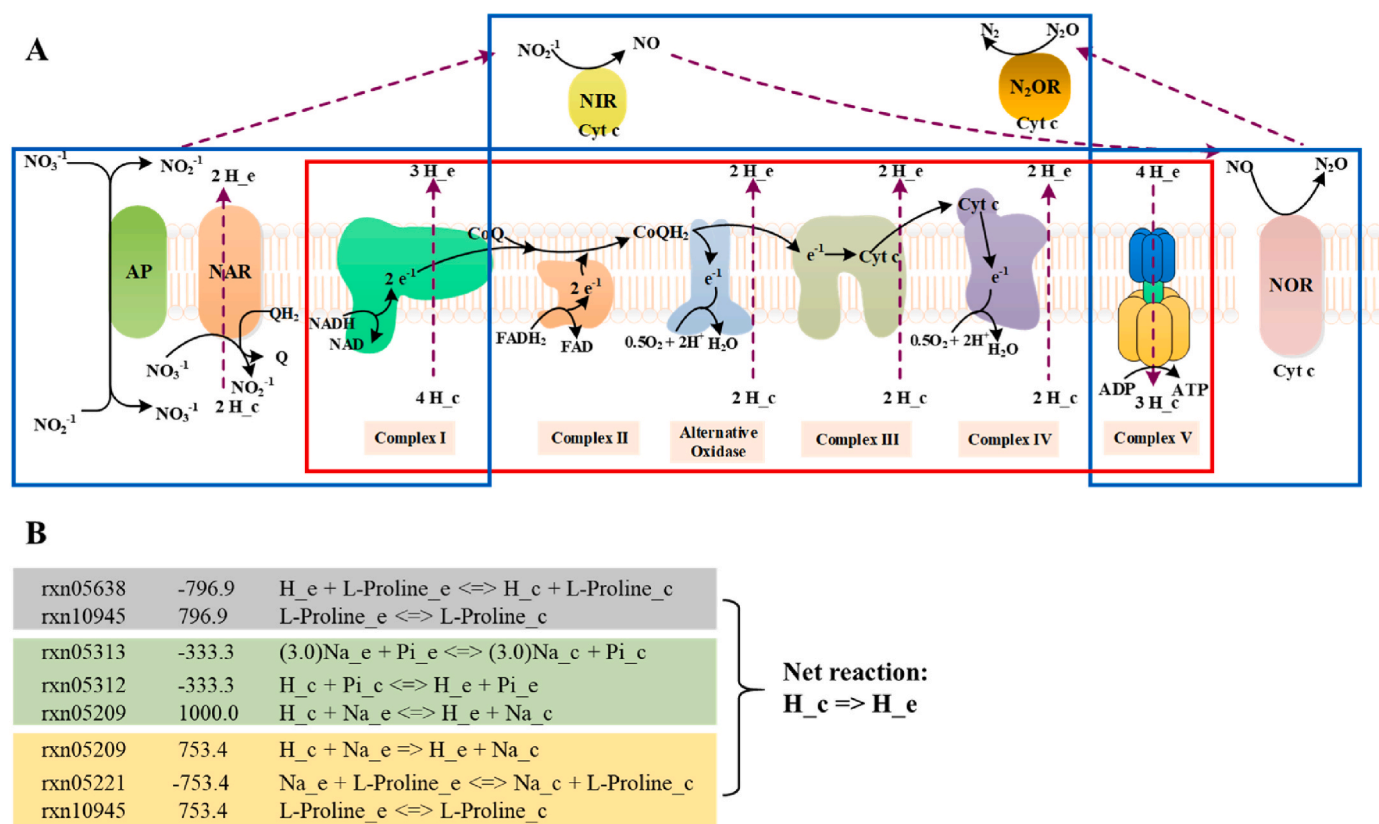 A
NO₂⁻¹ NO
NIR
Cyt c
N₂ N₂O
N₂OR
Cyt c
NO₃⁻¹ NO₂⁻¹
2 H_e
3 H_e
2 H_e
2 H_e
2 H_e
4 H_e
NO N₂O
AP
NAR
CoQ
CoQH₂
Cyt c
e⁻¹ Cyt c
2 e⁻¹
2 e⁻¹
e⁻¹
e⁻¹
NOR
QH₂
Q
NO₃⁻¹
NO₂⁻¹
2 H_c
NADH
NAD
FADH₂ FAD
0.5O₂ + 2H⁺ H₂O
0.5O₂ + 2H⁺ H₂O
ADP ATP
Cyt c
NO₂⁻¹ NO₃⁻¹
4 H_c
2 H_c
2 H_c
2 H_c
3 H_c
Complex I
Complex II
Alternative
Oxidase
Complex III
Complex IV
Complex V
B
rxn05638 -796.9 H_e + L-Proline_e <=> H_c + L-Proline_c
rxn10945 796.9 L-Proline_e <=> L-Proline_c
rxn05313 -333.3 (3.0)Na_e + Pi_e <=> (3.0)Na_c + Pi_c
rxn05312 -333.3 H_c + Pi_c <=> H_e + Pi_e
rxn05209 1000.0 H_c + Na_e <=> H_e + Na_c
rxn05209 753.4 H_c + Na_e => H_e + Na_c
rxn05221 -753.4 Na_e + L-Proline_e <=> Na_c + L-Proline_c
rxn10945 753.4 L-Proline_e <=> L-Proline_c
Net reaction:
H_c => H_e